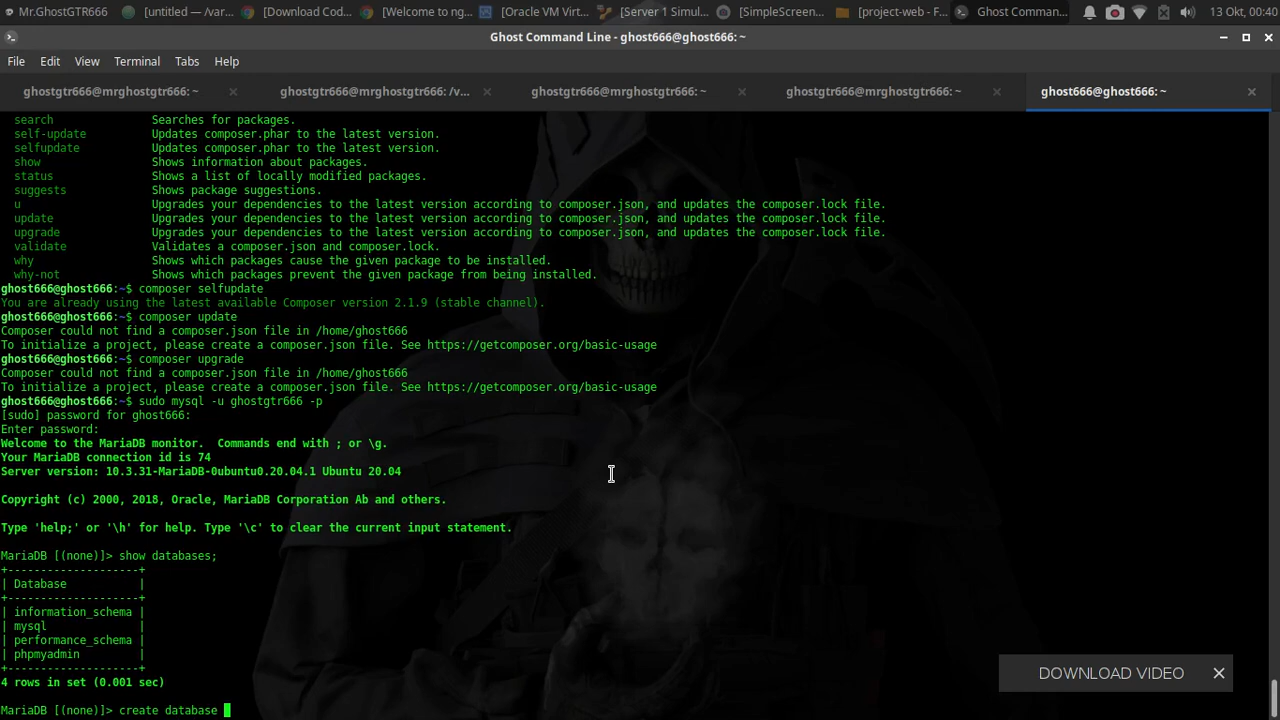 Mr.GhostGTR666 [untitled — /var... [Download Cod... [Welcome to ng... [Oracle VM Virt... [Server 1 Simul... [SimpleScreen... [project-web - F... Ghost Comman... 13 Okt, 00:40
Ghost Command Line - ghost666@ghost666: ~
File Edit View Terminal Tabs Help
ghostgtr666@mrghostgtr666: ~ ghostgtr666@mrghostgtr666: /v... ghostgtr666@mrghostgtr666: ~ ghostgtr666@mrghostgtr666: ~ ghost666@ghost666: ~
search Searches for packages.
self-update Updates composer.phar to the latest version.
selfupdate Updates composer.phar to the latest version.
show Shows information about packages.
status Shows a list of locally modified packages.
suggests Shows package suggestions.
u Upgrades your dependencies to the latest version according to composer.json, and updates the composer.lock file.
update Upgrades your dependencies to the latest version according to composer.json, and updates the composer.lock file.
upgrade Upgrades your dependencies to the latest version according to composer.json, and updates the composer.lock file.
validate Validates a composer.json and composer.lock.
why Shows which packages cause the given package to be installed.
why-not Shows which packages prevent the given package from being installed.
ghost666@ghost666:~$ composer selfupdate
You are already using the latest available Composer version 2.1.9 (stable channel).
ghost666@ghost666:~$ composer update
Composer could not find a composer.json file in /home/ghost666
To initialize a project, please create a composer.json file. See https://getcomposer.org/basic-usage
ghost666@ghost666:~$ composer upgrade
Composer could not find a composer.json file in /home/ghost666
To initialize a project, please create a composer.json file. See https://getcomposer.org/basic-usage
ghost666@ghost666:~$ sudo mysql -u ghostgtr666 -p
[sudo] password for ghost666:
Enter password:
Welcome to the MariaDB monitor.  Commands end with ; or \g.
Your MariaDB connection id is 74
Server version: 10.3.31-MariaDB-0ubuntu0.20.04.1 Ubuntu 20.04
Copyright (c) 2000, 2018, Oracle, MariaDB Corporation Ab and others.
Type 'help;' or '\h' for help. Type '\c' to clear the current input statement.
MariaDB [(none)]> show databases;
+--------------------+
| Database           |
+--------------------+
| information_schema |
| mysql              |
| performance_schema |
| phpmyadmin         |
+--------------------+
4 rows in set (0.001 sec)
MariaDB [(none)]> create database
DOWNLOAD VIDEO